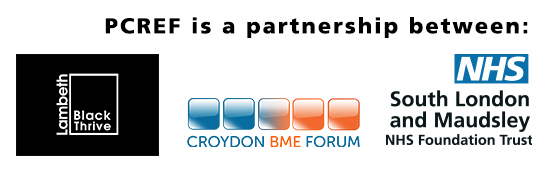 PCREF is a partnership between:
Lambeth
Black
Thrive
CROYDON BME FORUM
NHS
South London
and Maudsley
NHS Foundation Trust